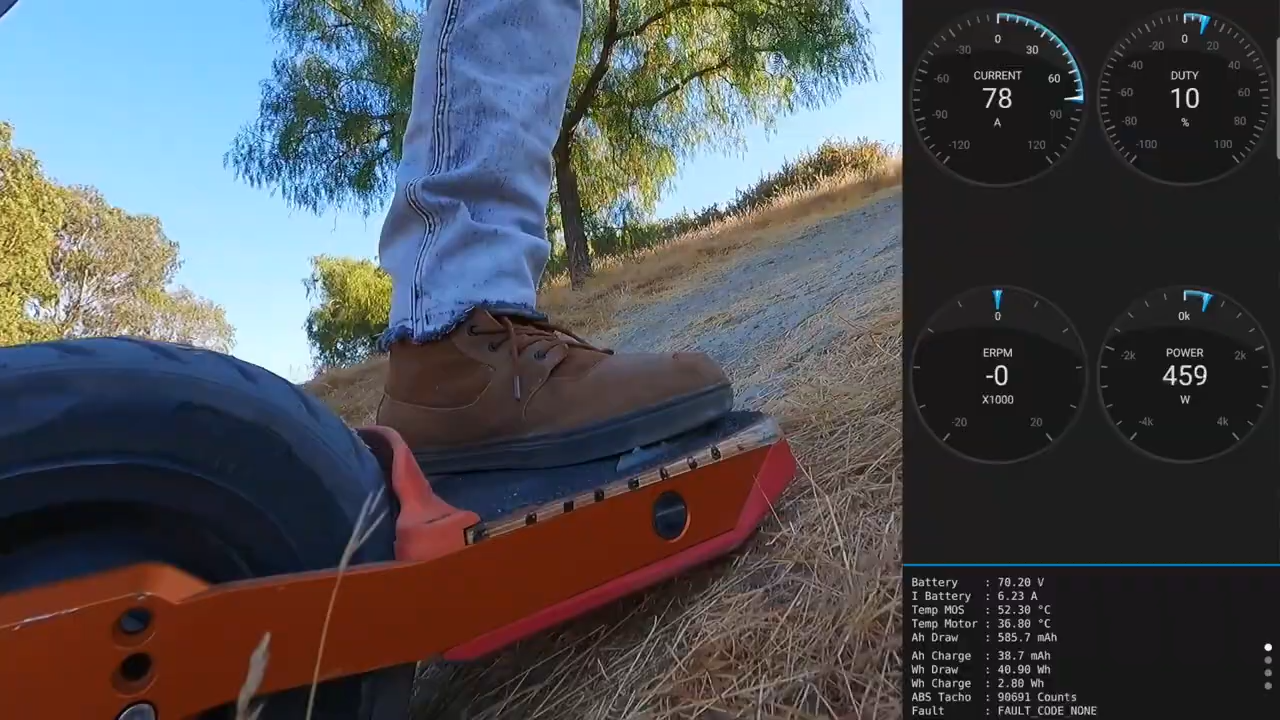 0
-30 30
-60 60
CURRENT
78
-90 A 90
-120 120
0
-20 20
-40 40
DUTY
-60 10 60
-80 % 80
-100 100
0
ERPM
-0
X1000
-20 20
0k
-2k 2k
POWER
459
W
-4k 4k
Battery : 70.20 V
I Battery : 6.23 A
Temp MOS : 52.30 °C
Temp Motor : 36.80 °C
Ah Draw : 585.7 mAh
Ah Charge : 38.7 mAh
Wh Draw : 40.90 Wh
Wh Charge : 2.80 Wh
ABS Tacho : 90691 Counts
Fault : FAULT_CODE_NONE